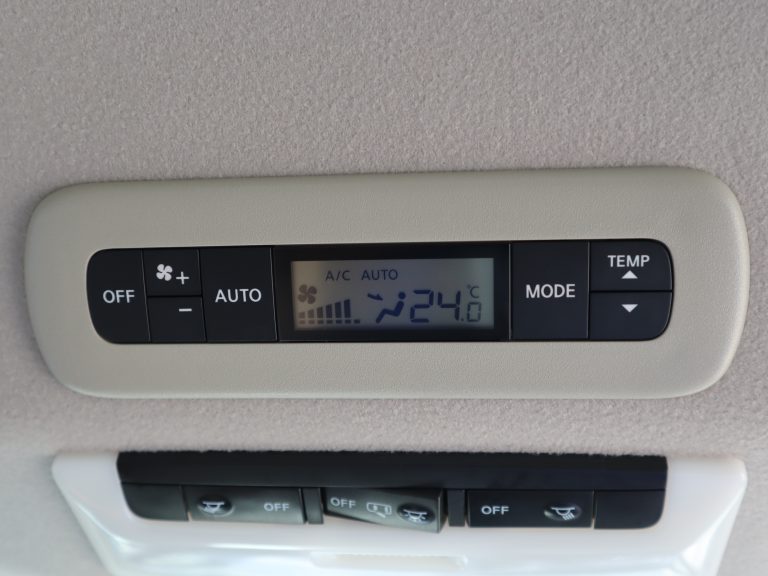 OFF + - AUTO A/C AUTO 24.0 °C MODE TEMP
OFF OFF OFF